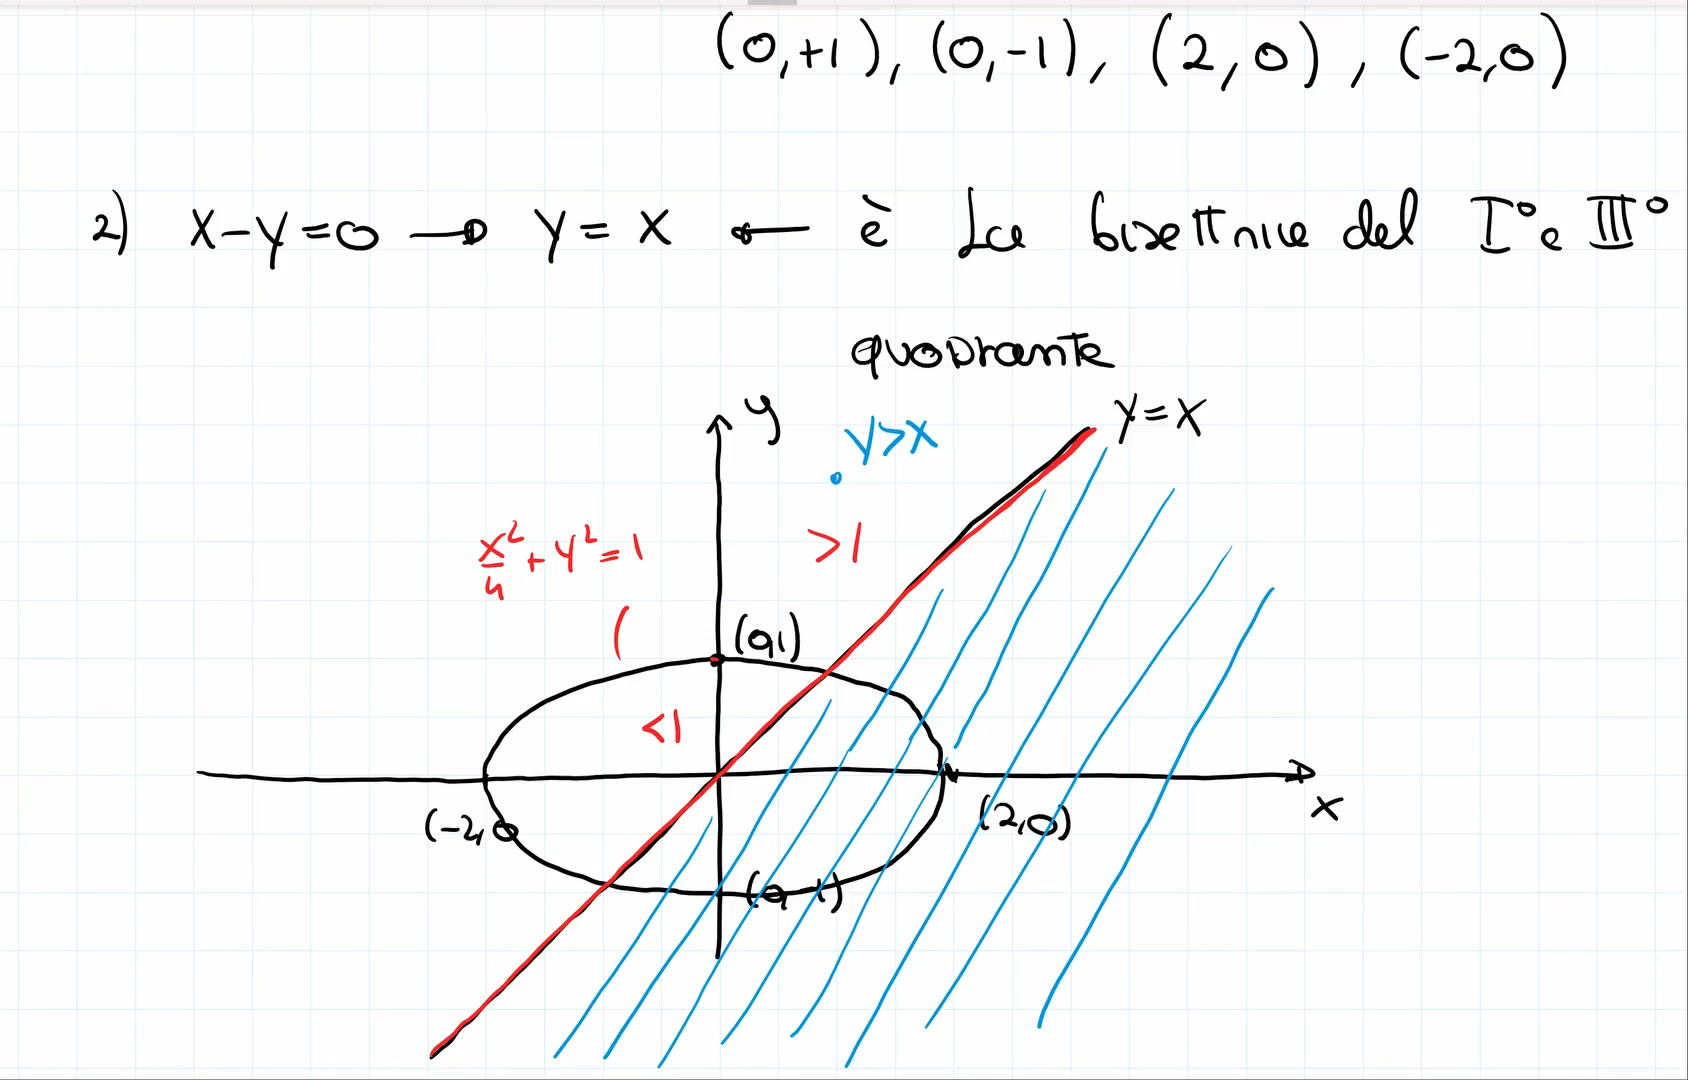 (0,+1), (0,-1), (2,0), (-2,0)
2) x-y=0 → y = x ← è la bisettrice del I° e III°
quadrante
y
y=x
y>x
x²/4 + y² = 1
>1
(
(0,1)
<1
(-2,0
(2,0)
x
(0,-1)